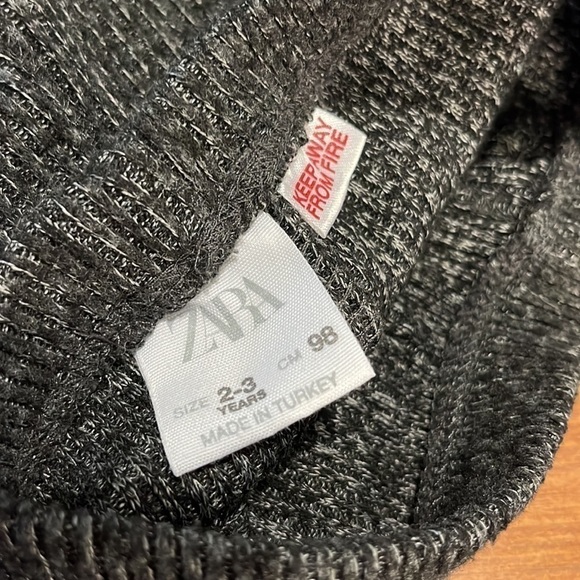 KEEP AWAY
FROM FIRE
ZARA
SIZE 2-3 YEARS CM 98
MADE IN TURKEY